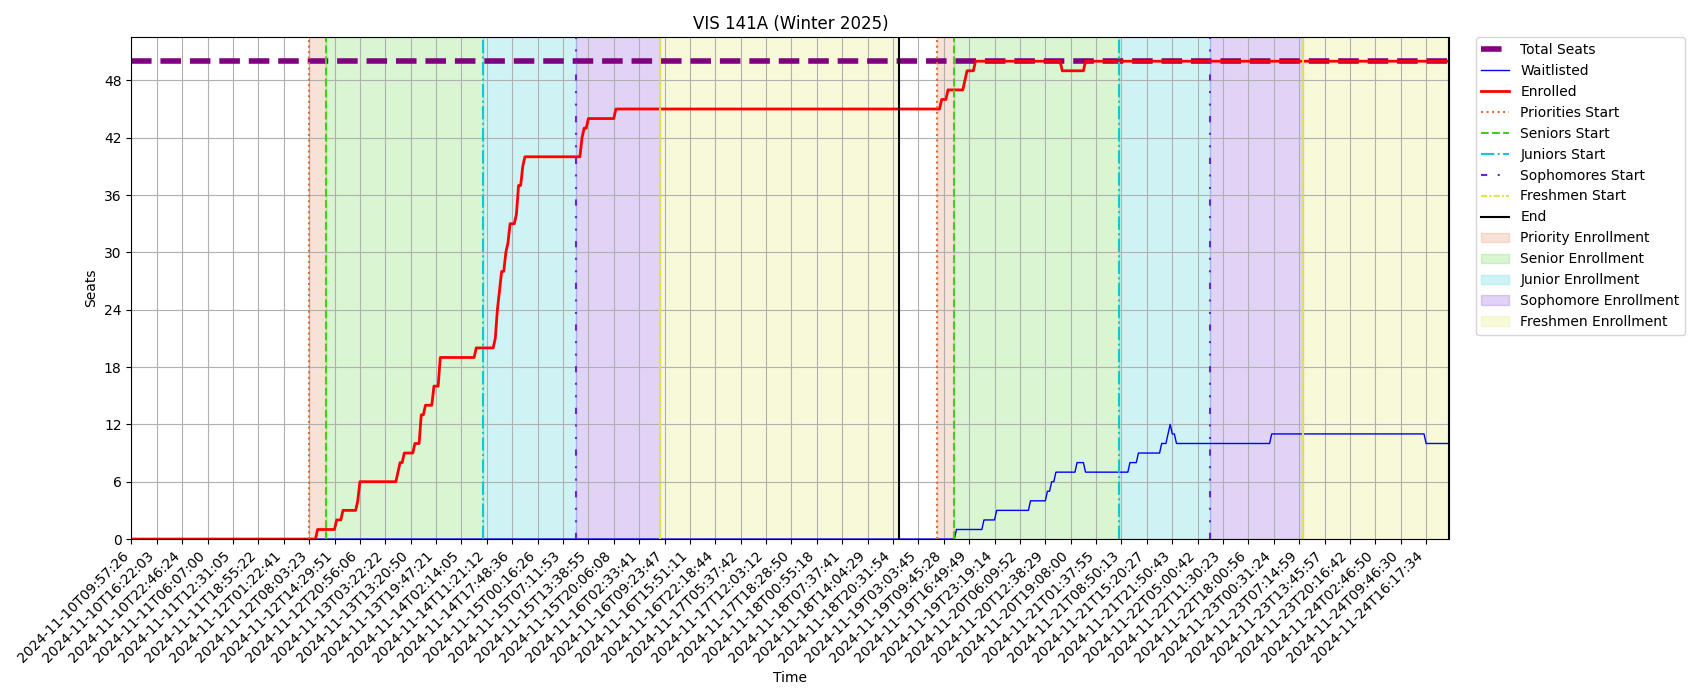 VIS 141A (Winter 2025)
Total Seats
Waitlisted
Enrolled
Priorities Start
Seniors Start
Juniors Start
Sophomores Start
Freshmen Start
End
Priority Enrollment
Senior Enrollment
Junior Enrollment
Sophomore Enrollment
Freshmen Enrollment
Seats
48
42
36
30
24
18
12
6
0
2024-11-10T09:57:26
2024-11-10T16:22:03
2024-11-10T22:46:24
2024-11-11T06:07:00
2024-11-11T12:31:05
2024-11-11T18:55:22
2024-11-12T01:22:41
2024-11-12T08:03:23
2024-11-12T14:29:51
2024-11-12T20:56:06
2024-11-13T03:22:22
2024-11-13T13:20:50
2024-11-13T19:47:21
2024-11-14T02:14:05
2024-11-14T11:21:12
2024-11-14T17:48:36
2024-11-15T00:16:26
2024-11-15T07:11:53
2024-11-15T13:38:55
2024-11-15T20:06:08
2024-11-16T02:33:41
2024-11-16T09:23:47
2024-11-16T15:51:11
2024-11-16T22:18:44
2024-11-17T05:37:42
2024-11-17T12:03:12
2024-11-17T18:28:50
2024-11-18T00:55:18
2024-11-18T07:37:41
2024-11-18T14:04:29
2024-11-18T20:31:54
2024-11-19T03:01:45
2024-11-19T09:45:28
2024-11-19T16:49:49
2024-11-19T23:19:14
2024-11-20T06:09:52
2024-11-20T12:38:29
2024-11-20T19:08:00
2024-11-21T01:37:55
2024-11-21T08:50:13
2024-11-21T15:20:27
2024-11-21T21:50:43
2024-11-22T05:00:42
2024-11-22T11:30:23
2024-11-22T18:00:56
2024-11-23T00:31:24
2024-11-23T07:14:59
2024-11-23T13:45:57
2024-11-23T20:16:42
2024-11-24T02:46:50
2024-11-24T09:46:30
2024-11-24T16:17:34
Time